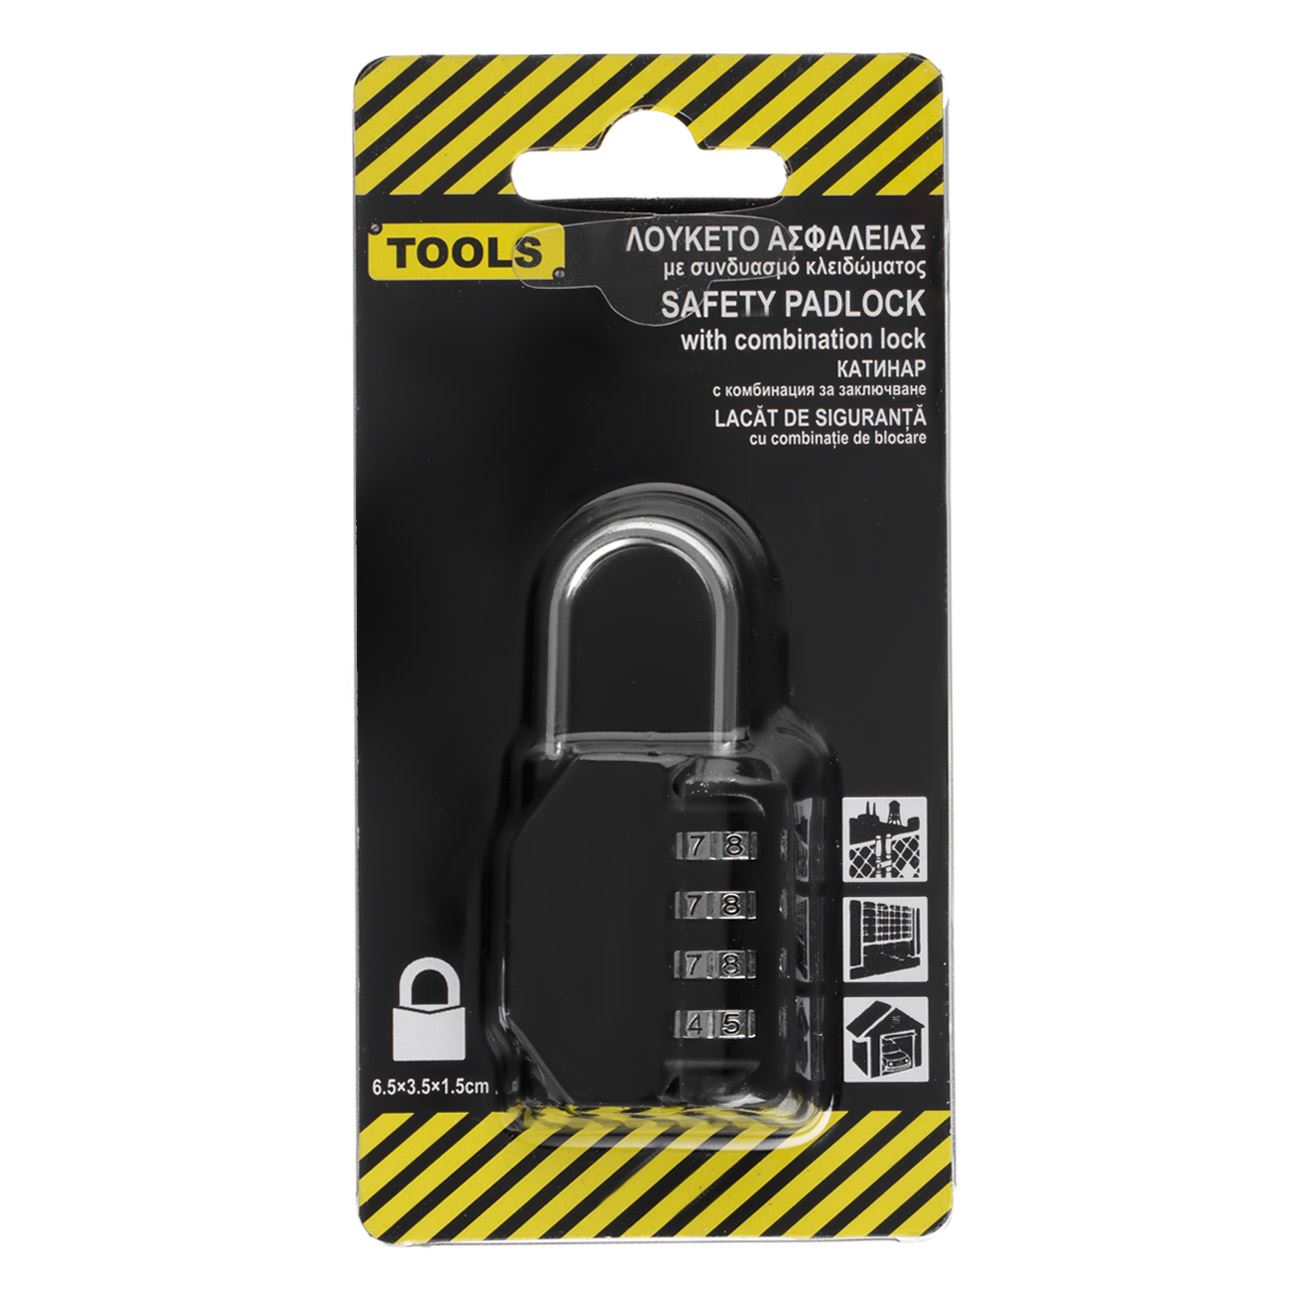 TOOLS
ΛΟΥΚΕΤΟ ΑΣΦΑΛΕΙΑΣ
με συνδυασμό κλειδώματος
SAFETY PADLOCK
with combination lock
КАТИНАР
с комбинация за заключване
LACĂT DE SIGURANȚĂ
cu combinație de blocare
7 8
7 8
7 8
4 5
6.5×3.5×1.5cm